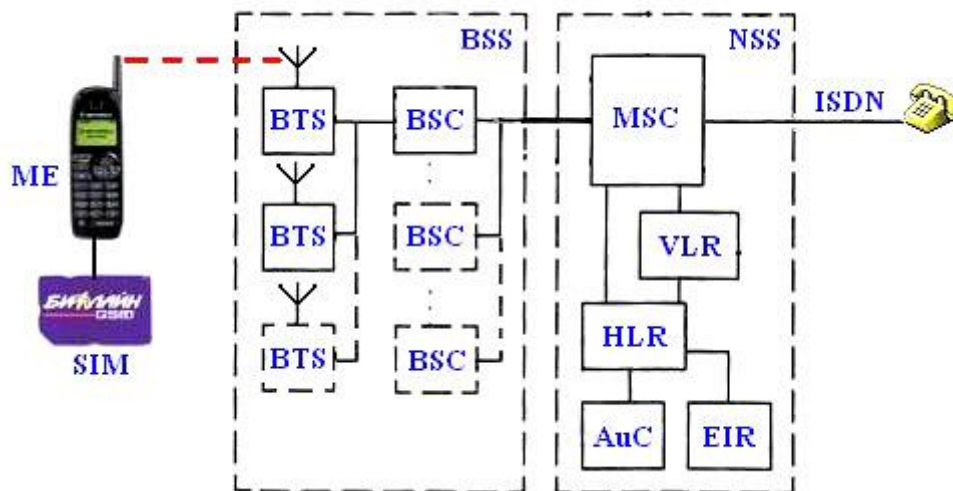 BSS
NSS
BTS
BSC
MSC
ISDN
ME
BTS
BSC
VLR
БИЛАЙН
GSM
SIM
BTS
BSC
HLR
AuC
EIR